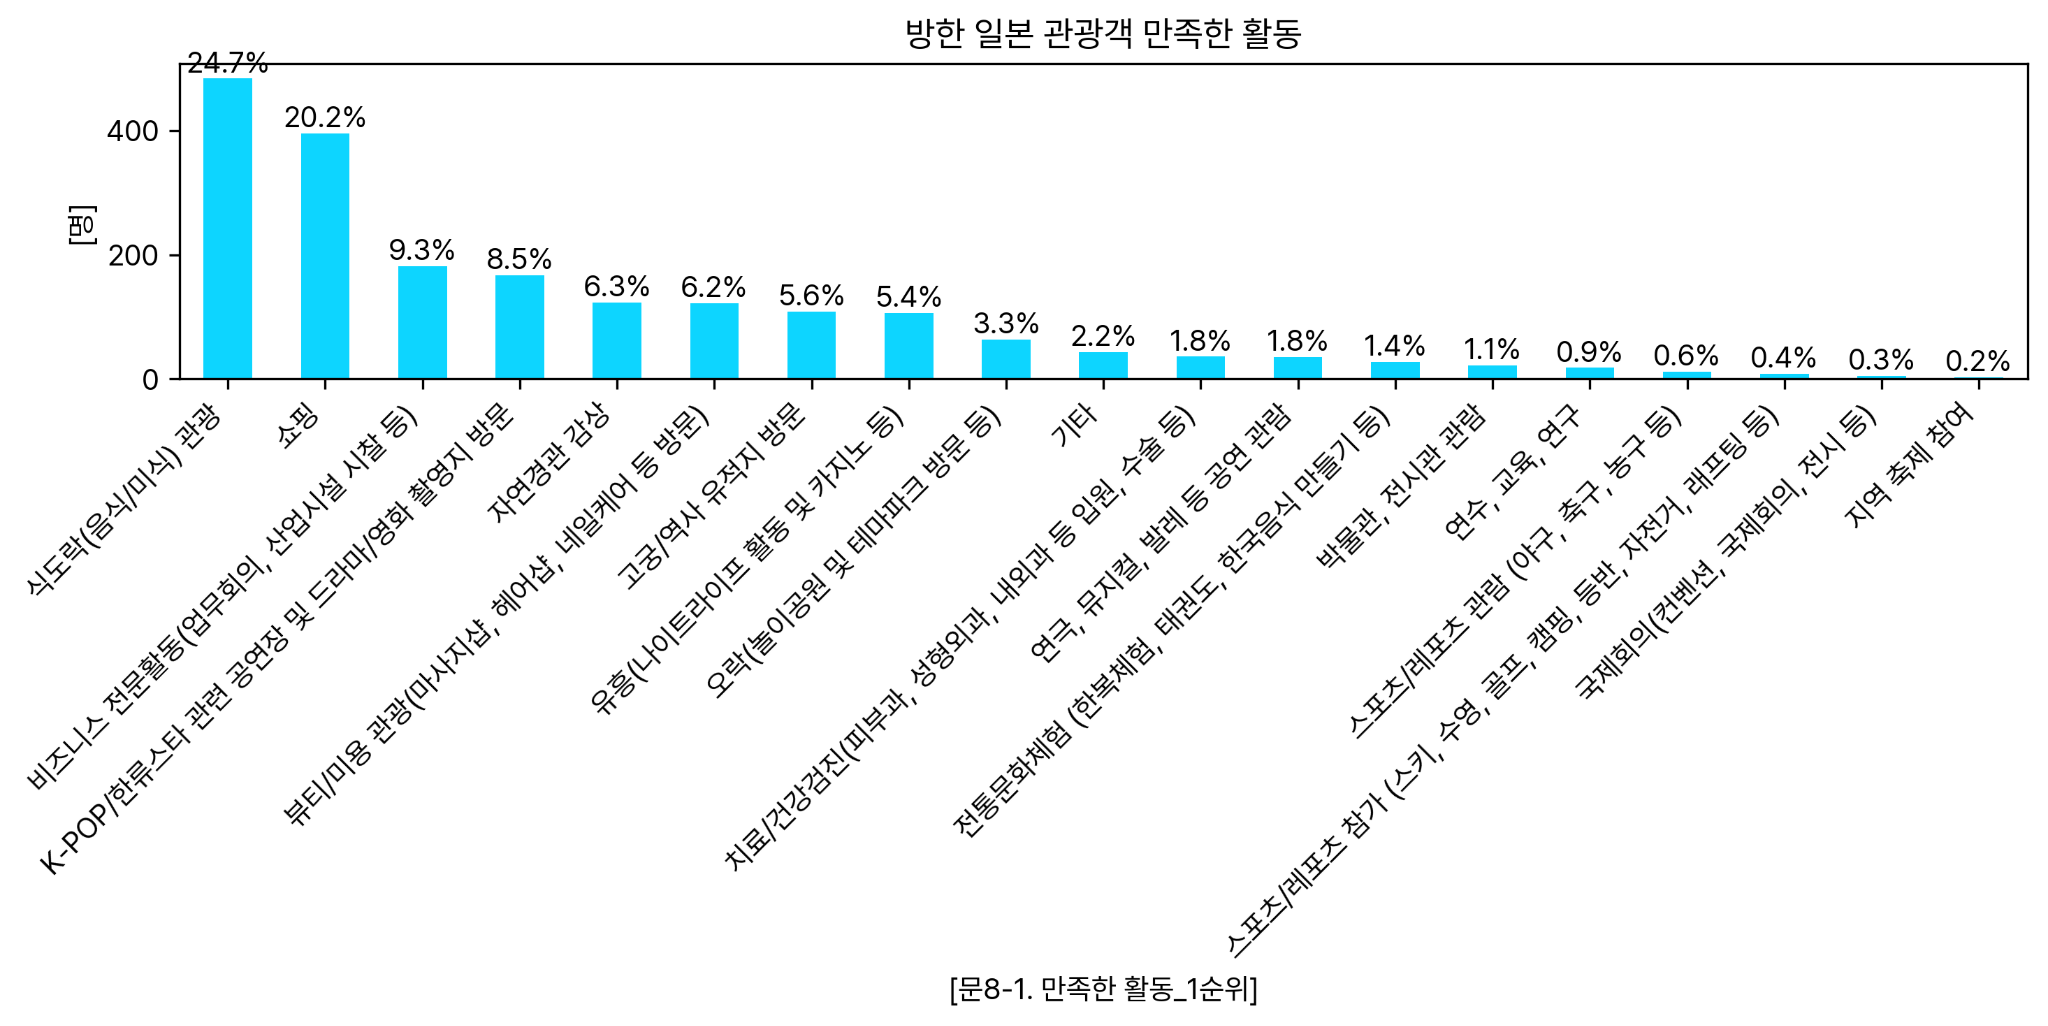 방한 일본 관광객 만족한 활동
[명]
400
200
0
24.7%
20.2%
9.3%
8.5%
6.3%
6.2%
5.6%
5.4%
3.3%
2.2%
1.8%
1.8%
1.4%
1.1%
0.9%
0.6%
0.4%
0.3%
0.2%
식도락(음식/미식) 관광
쇼핑
비즈니스 전문활동(업무회의, 산업시설 시찰 등)
K-POP/한류스타 관련 공연장 및 드라마/영화 촬영지 방문
자연경관 감상
뷰티/미용 관광(마사지샵, 헤어샵, 네일케어 등 방문)
고궁/역사 유적지 방문
유흥(나이트라이프 활동 및 카지노 등)
오락(놀이공원 및 테마파크 방문 등)
기타
치료/건강검진(피부과, 성형외과, 내외과 등 입원, 수술 등)
연극, 뮤지컬, 발레 등 공연 관람
전통문화체험 (한복체험, 태권도, 한국음식 만들기 등)
박물관, 전시관 관람
연수, 교육, 연구
스포츠/레포츠 관람 (야구, 축구, 농구 등)
스포츠/레포츠 참가 (스키, 수영, 골프, 캠핑, 등반, 자전거, 래프팅 등)
국제회의(컨벤션, 국제회의, 전시 등)
지역 축제 참여
[문8-1. 만족한 활동_1순위]